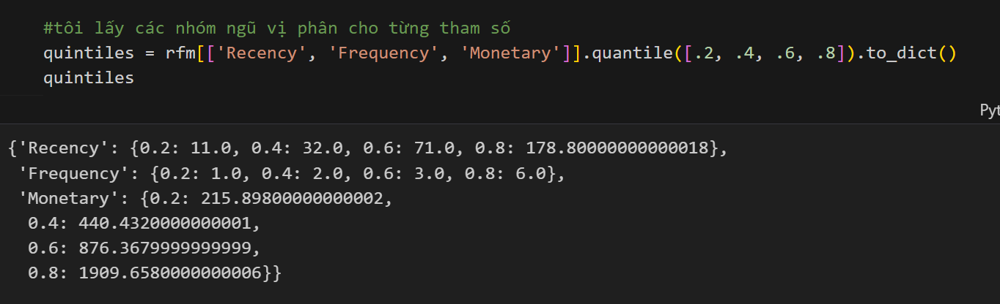 #tôi lấy các nhóm ngũ vị phân cho từng tham số
quintiles = rfm[['Recency', 'Frequency', 'Monetary']].quantile([.2, .4, .6, .8]).to_dict()
quintiles
Pyt
{'Recency': {0.2: 11.0, 0.4: 32.0, 0.6: 71.0, 0.8: 178.80000000000018},
 'Frequency': {0.2: 1.0, 0.4: 2.0, 0.6: 3.0, 0.8: 6.0},
 'Monetary': {0.2: 215.89800000000002,
  0.4: 440.4320000000001,
  0.6: 876.3679999999999,
  0.8: 1909.6580000000006}}